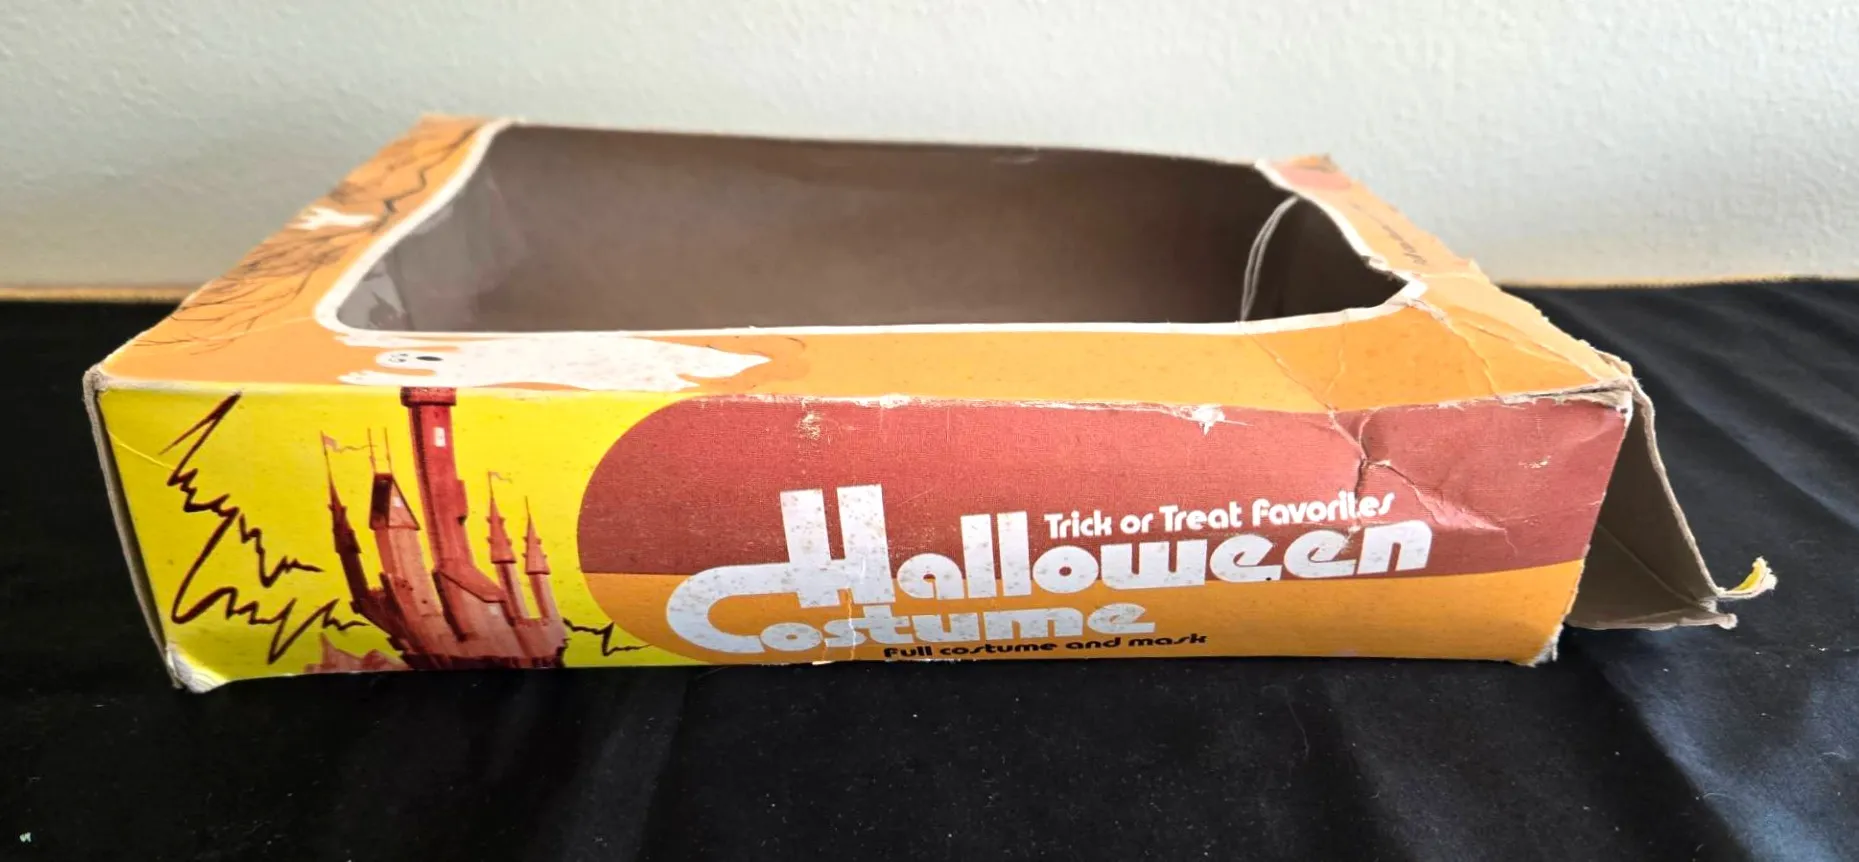 Trick or Treat Favorites
Halloween
Costume
Full costume and mask